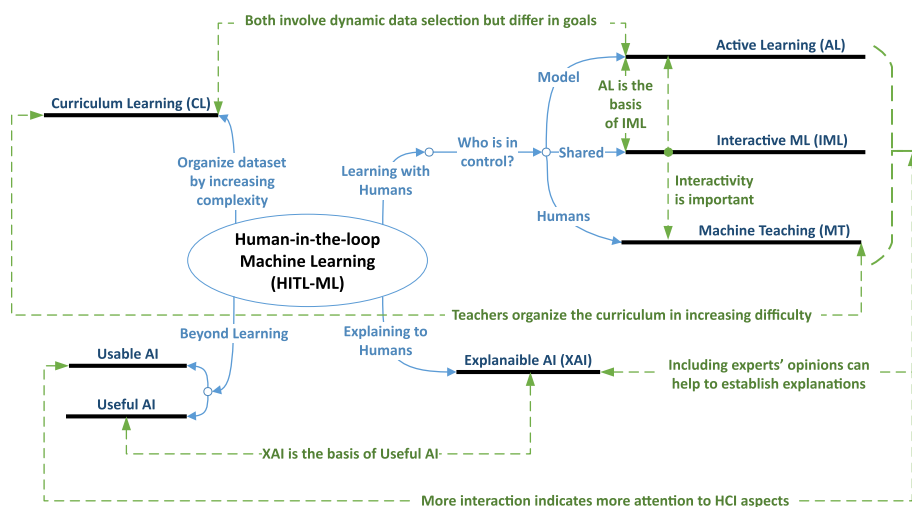 Both involve dynamic data selection but differ in goals
Active Learning (AL)
Model
AL is the
basis
of IML
Curriculum Learning (CL)
Organize dataset
by increasing
complexity
Learning with
Humans
Who is in
control?
Shared
Interactive ML (IML)
Interactivity
is important
Humans
Machine Teaching (MT)
Human-in-the-loop
Machine Learning
(HITL-ML)
Teachers organize the curriculum in increasing difficulty
Beyond Learning
Explaining to
Humans
Usable AI
Explanaible AI (XAI)
Including experts' opinions can
help to establish explanations
Useful AI
XAI is the basis of Useful AI
More interaction indicates more attention to HCI aspects